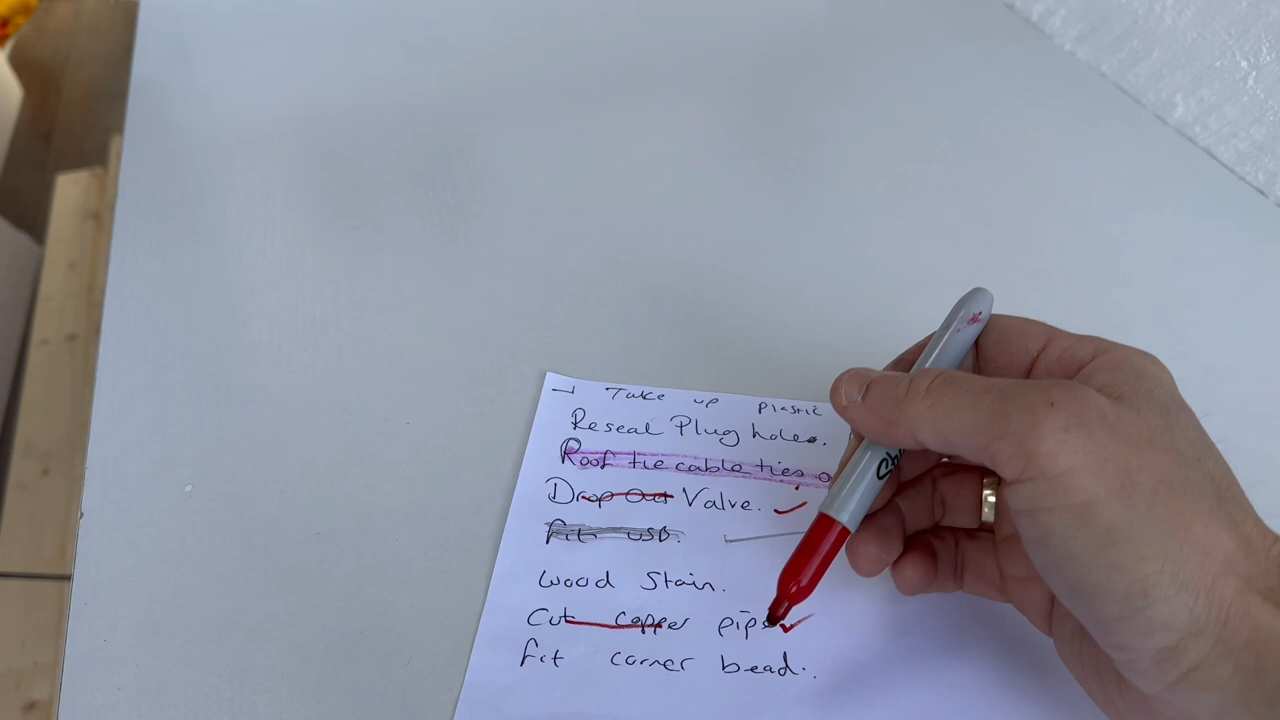 Take up Plastic
Reseal Plug holes.
Roof tie cable ties
Drop Out Valve.
Fit USB.
Wood Stain.
Cut copper pipe
Fit corner bead.
Sh